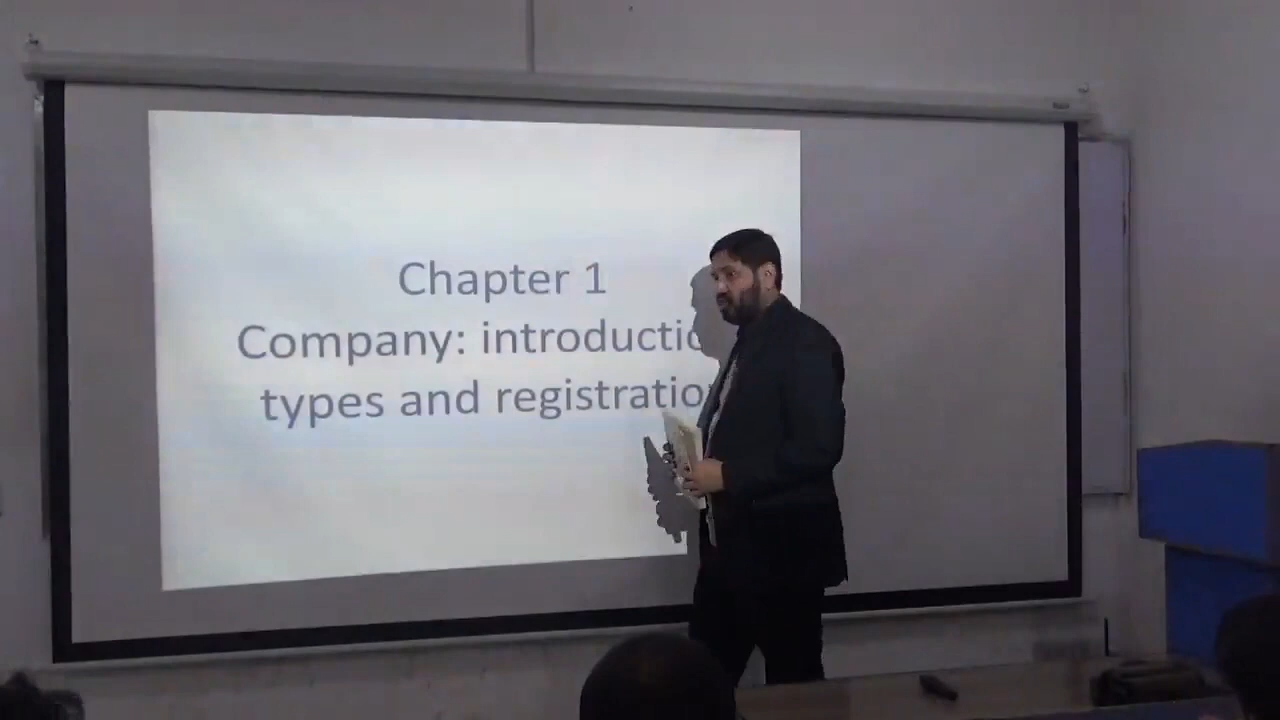 Chapter 1
Company: introductio
types and registratio